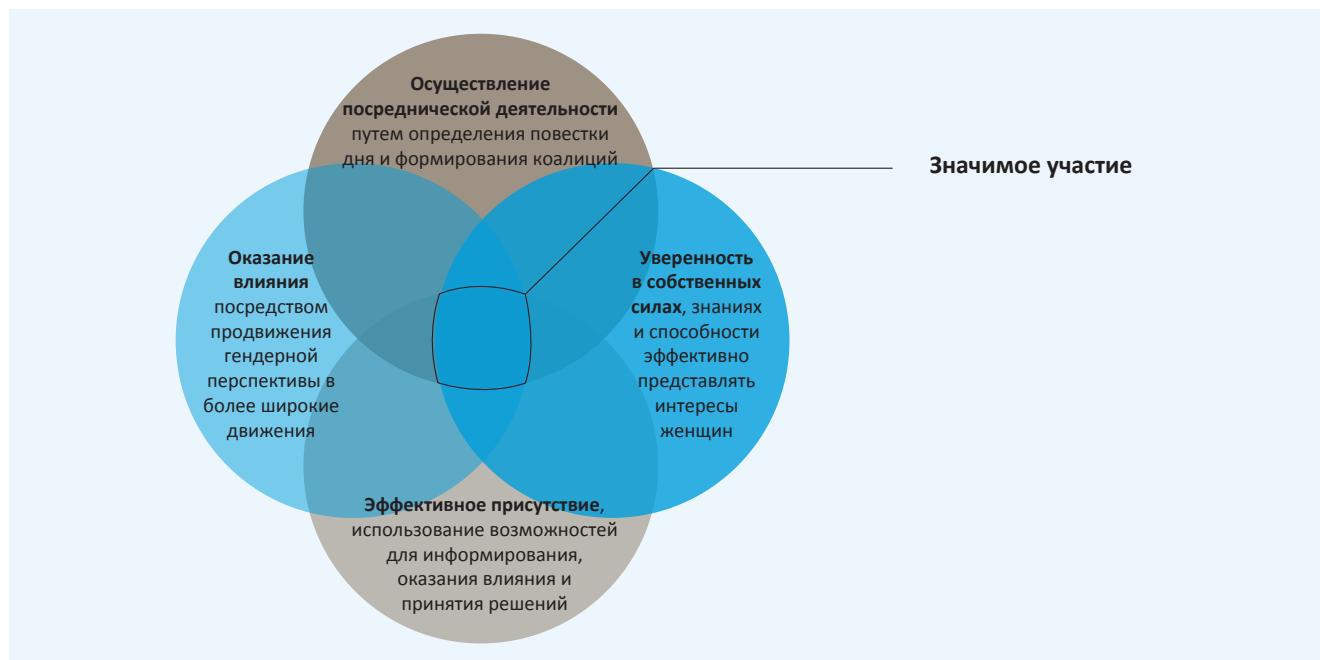 Осуществление
посреднической деятельности
путем определения повестки
дня и формирования коалиций
Значимое участие
Оказание
влияния
посредством
продвижения
гендерной
перспективы в
более широкие
движения
Уверенность
в собственных
силах, знаниях
и способности
эффективно
представлять
интересы
женщин
Эффективное присутствие,
использование возможностей
для информирования,
оказания влияния и
принятия решений